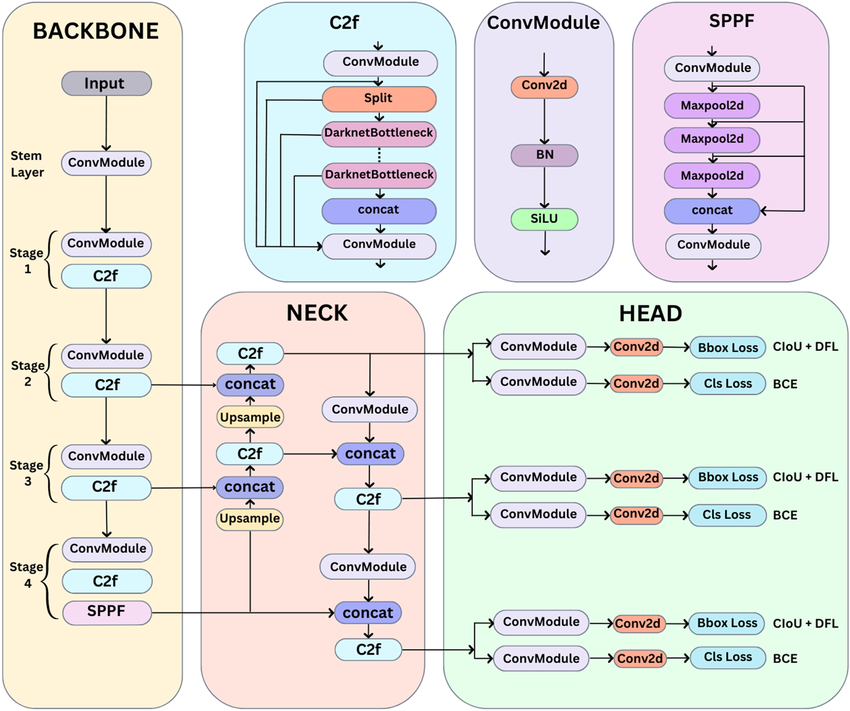 BACKBONE
Input
Stem
Layer
ConvModule
Stage
1
ConvModule
C2f
Stage
2
ConvModule
C2f
Stage
3
ConvModule
C2f
Stage
4
ConvModule
C2f
SPPF
C2f
ConvModule
Split
DarknetBottleneck
DarknetBottleneck
concat
ConvModule
ConvModule
Conv2d
BN
SiLU
SPPF
ConvModule
Maxpool2d
Maxpool2d
Maxpool2d
concat
ConvModule
NECK
C2f
concat
Upsample
C2f
concat
Upsample
ConvModule
concat
C2f
ConvModule
concat
C2f
HEAD
ConvModule Conv2d Bbox Loss CIoU + DFL
ConvModule Conv2d Cls Loss BCE
ConvModule Conv2d Bbox Loss CIoU + DFL
ConvModule Conv2d Cls Loss BCE
ConvModule Conv2d Bbox Loss CIoU + DFL
ConvModule Conv2d Cls Loss BCE